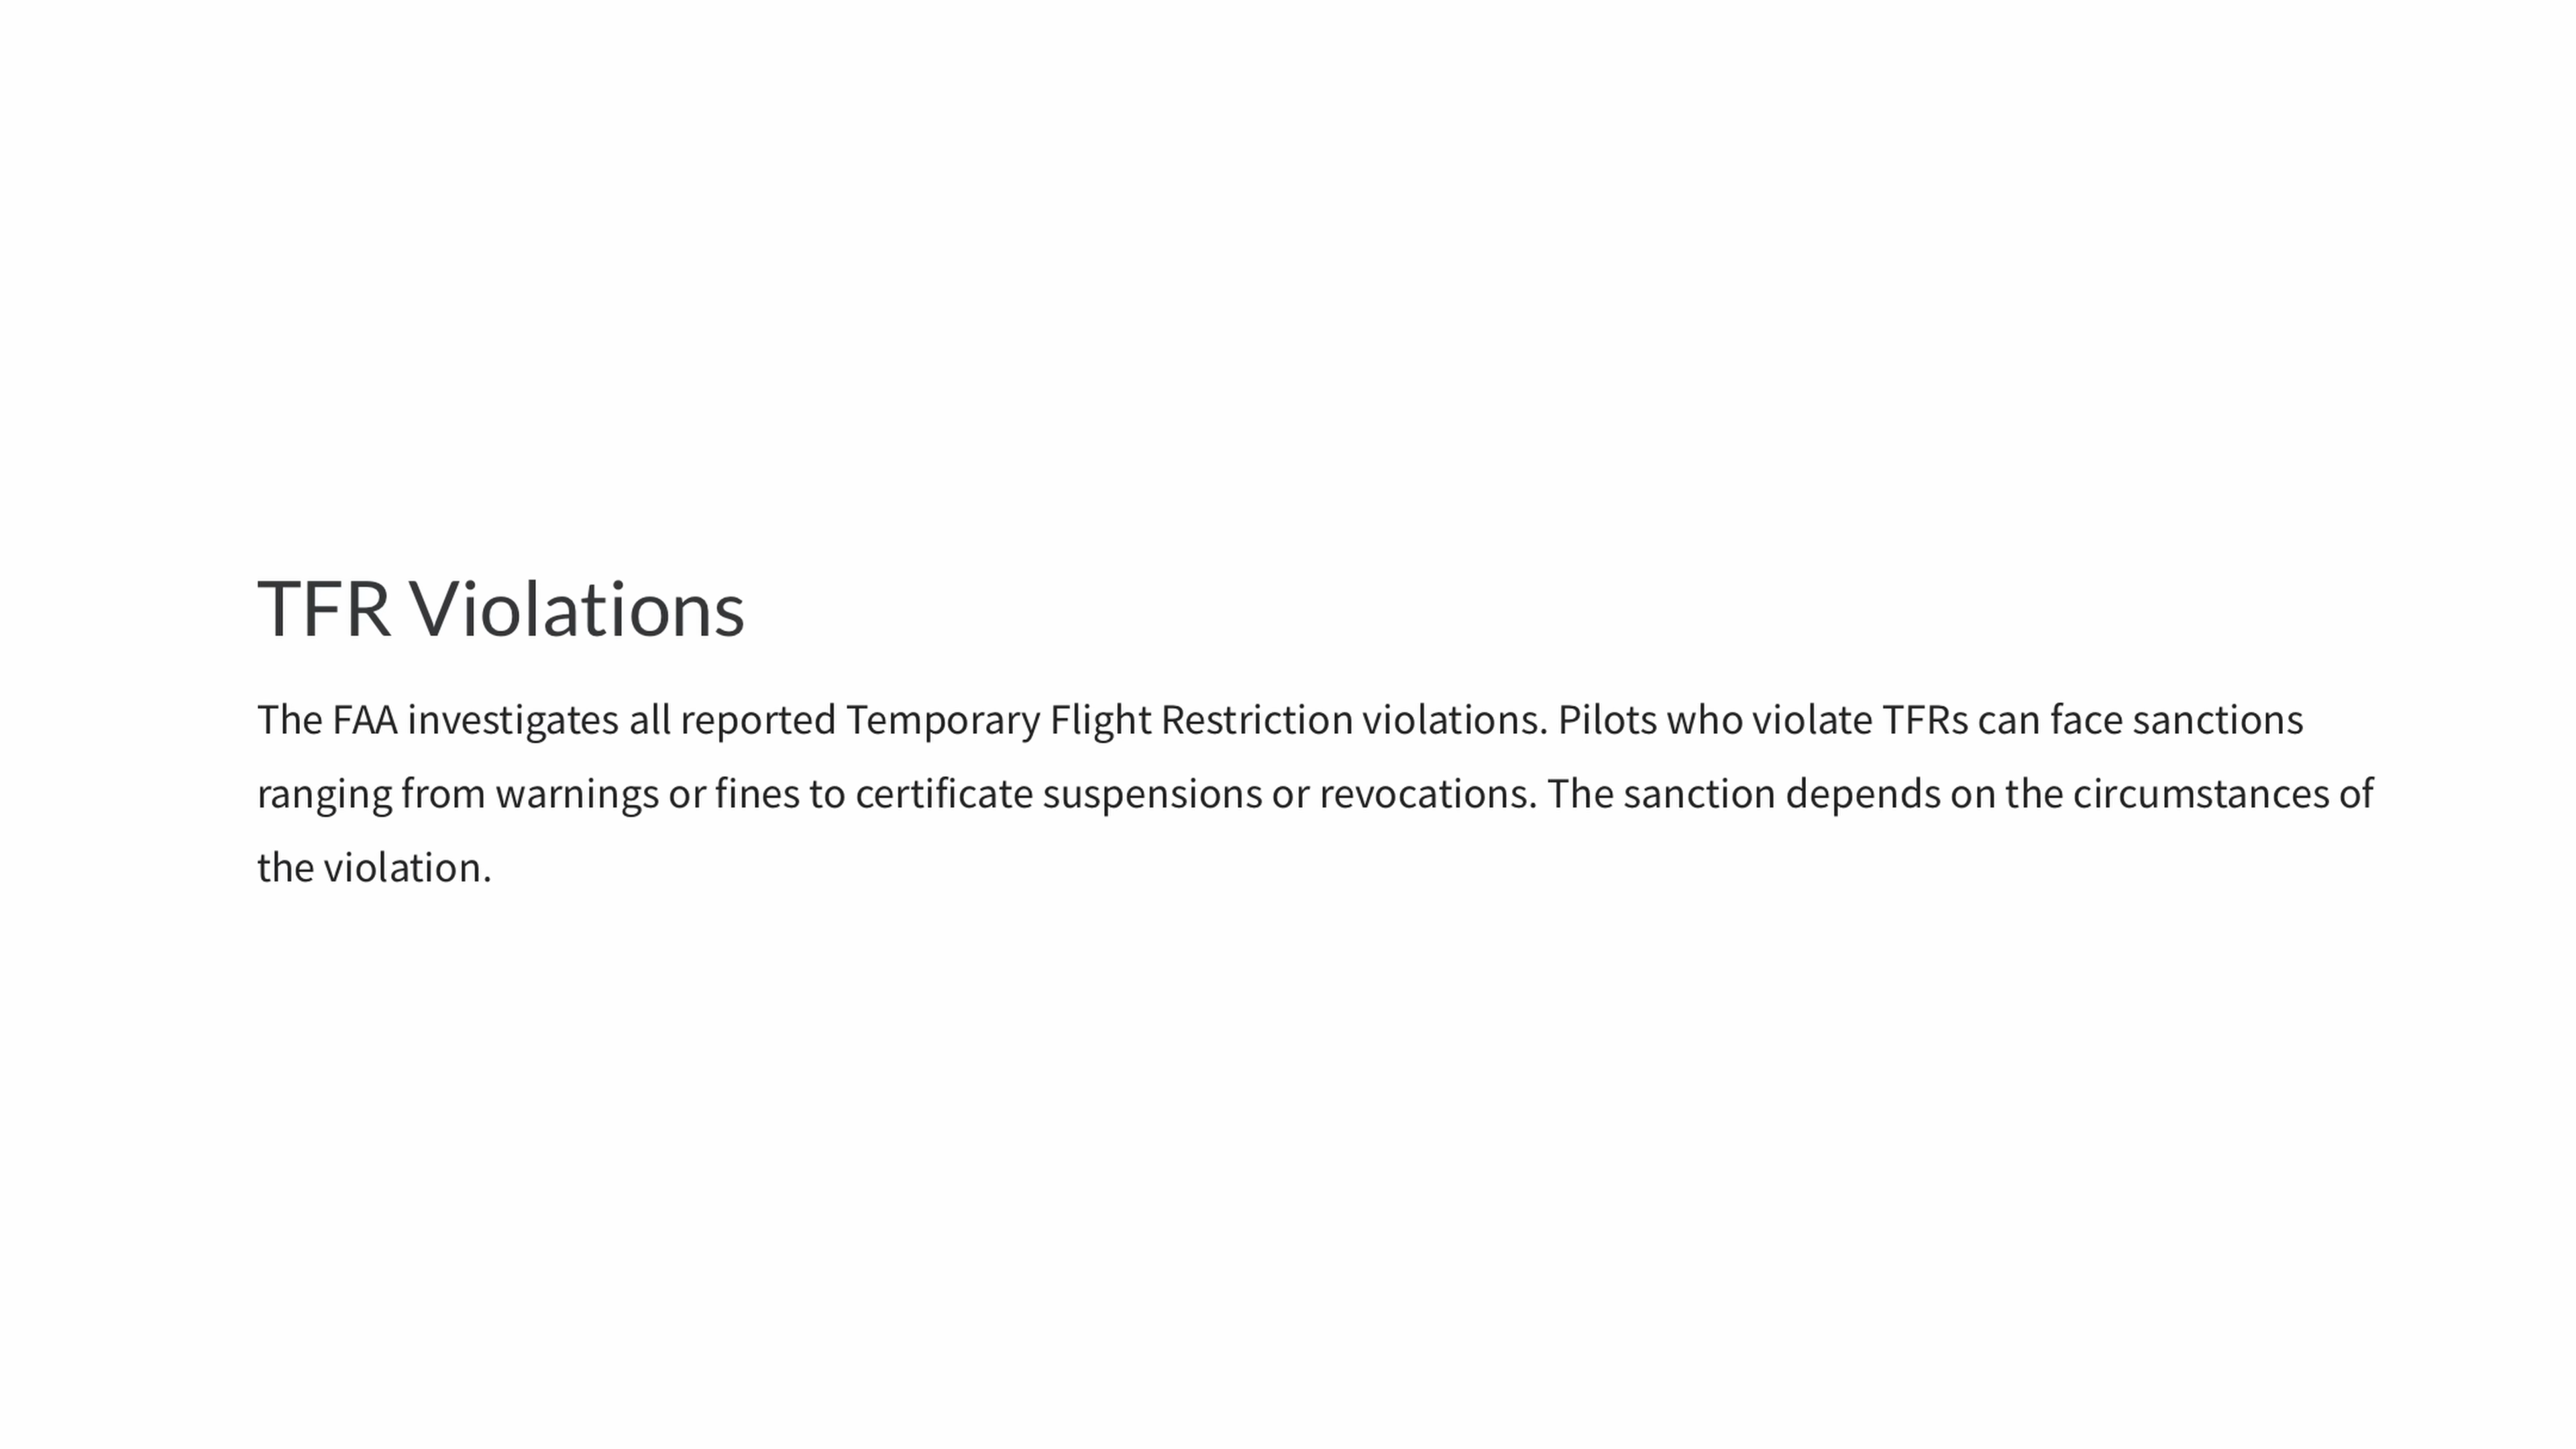 TFR Violations
The FAA investigates all reported Temporary Flight Restriction violations. Pilots who violate TFRs can face sanctions
ranging from warnings or fines to certificate suspensions or revocations. The sanction depends on the circumstances of
the violation.